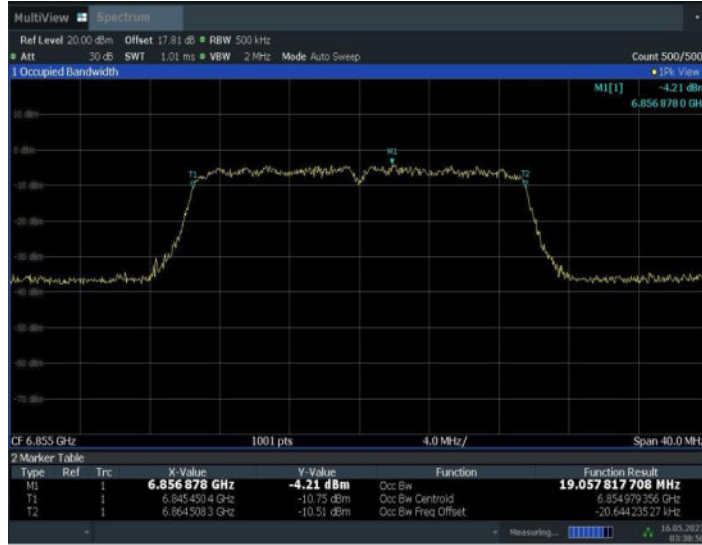 MultiView Spectrum
Ref Level 20.00 dBm Offset 17.81 dB RBW 500 kHz
Att 30 dB SWT 1.01 ms VBW 2 MHz Mode Auto Sweep Count 500/500
1 Occupied Bandwidth 1Pk View
M1[1] -4.21 dBm
6.856 878 0 GH
10 dBm
M1
0 dBm
T1 T2
-10 dBm
-20 dBm
-30 dBm
-40 dBm
-50 dBm
-60 dBm
-70 dBm
CF 6.855 GHz 1001 pts 4.0 MHz/ Span 40.0 MHz
2 Marker Table
Type Ref Trc X-Value Y-Value Function Function Result
M1 1 6.856 878 GHz -4.21 dBm Occ Bw 19.057 817 708 MHz
T1 1 6.845 450 4 GHz -10.75 dBm Occ Bw Centroid 6.854 979 356 GHz
T2 1 6.864 508 3 GHz -10.51 dBm Occ Bw Freq Offset -20.644 235 27 kHz
Measuring... 16.05.202
03:38:5